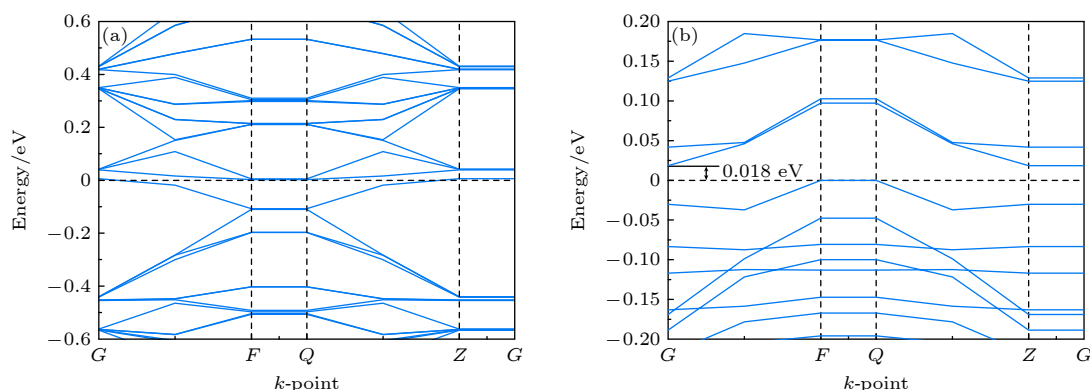 (a)
Energy/eV
0.6
0.4
0.2
0
−0.2
−0.4
−0.6
G
F
Q
Z
G
k-point
(b)
Energy/eV
0.20
0.15
0.10
0.05
0
−0.05
−0.10
−0.15
−0.20
0.018 eV
G
F
Q
Z
G
k-point